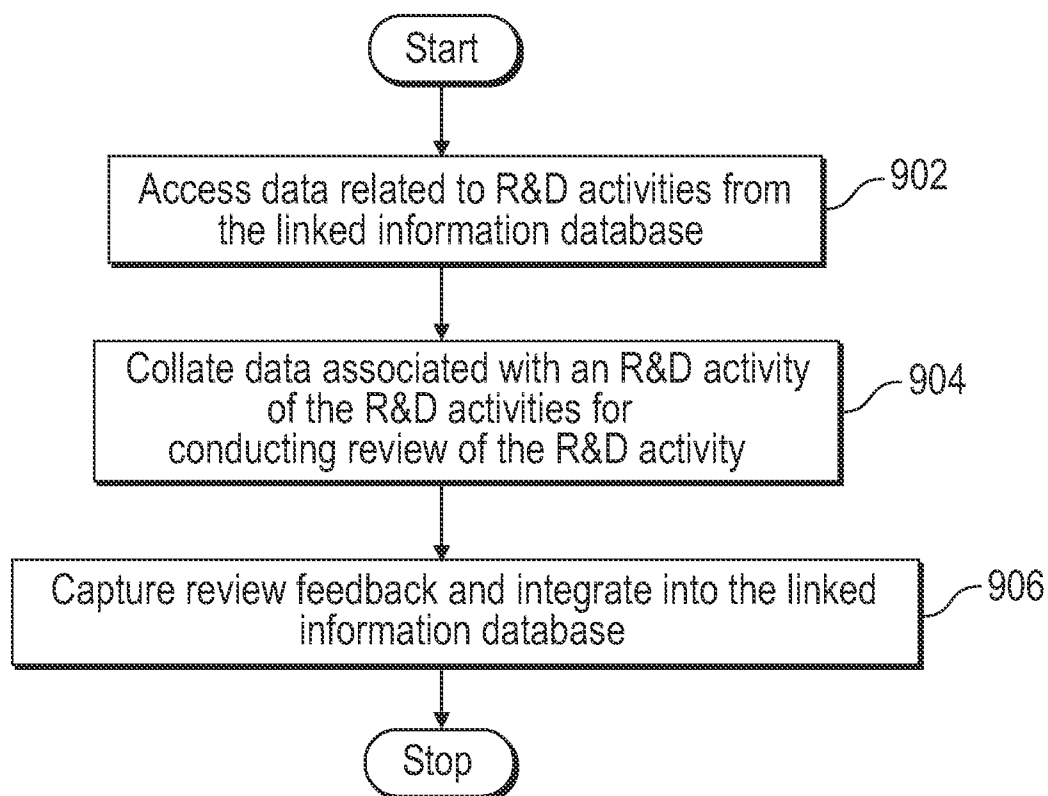 Start
Access data related to R&D activities from
the linked information database
902
Collate data associated with an R&D activity
of the R&D activities for
conducting review of the R&D activity
904
Capture review feedback and integrate into the linked
information database
906
Stop